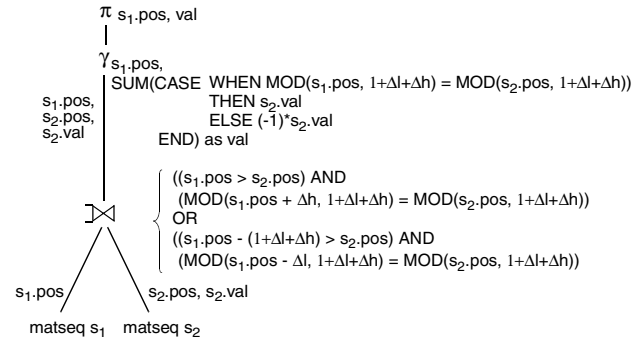 π s₁.pos, val
γ s₁.pos,
SUM(CASE WHEN MOD(s₁.pos, 1+Δl+Δh) = MOD(s₂.pos, 1+Δl+Δh))
THEN s₂.val
ELSE (-1)*s₂.val
END) as val
s₁.pos,
s₂.pos,
s₂.val
((s₁.pos > s₂.pos) AND
(MOD(s₁.pos + Δh, 1+Δl+Δh) = MOD(s₂.pos, 1+Δl+Δh))
OR
((s₁.pos - (1+Δl+Δh) > s₂.pos) AND
(MOD(s₁.pos - Δl, 1+Δl+Δh) = MOD(s₂.pos, 1+Δl+Δh))
s₁.pos
s₂.pos, s₂.val
matseq s₁
matseq s₂